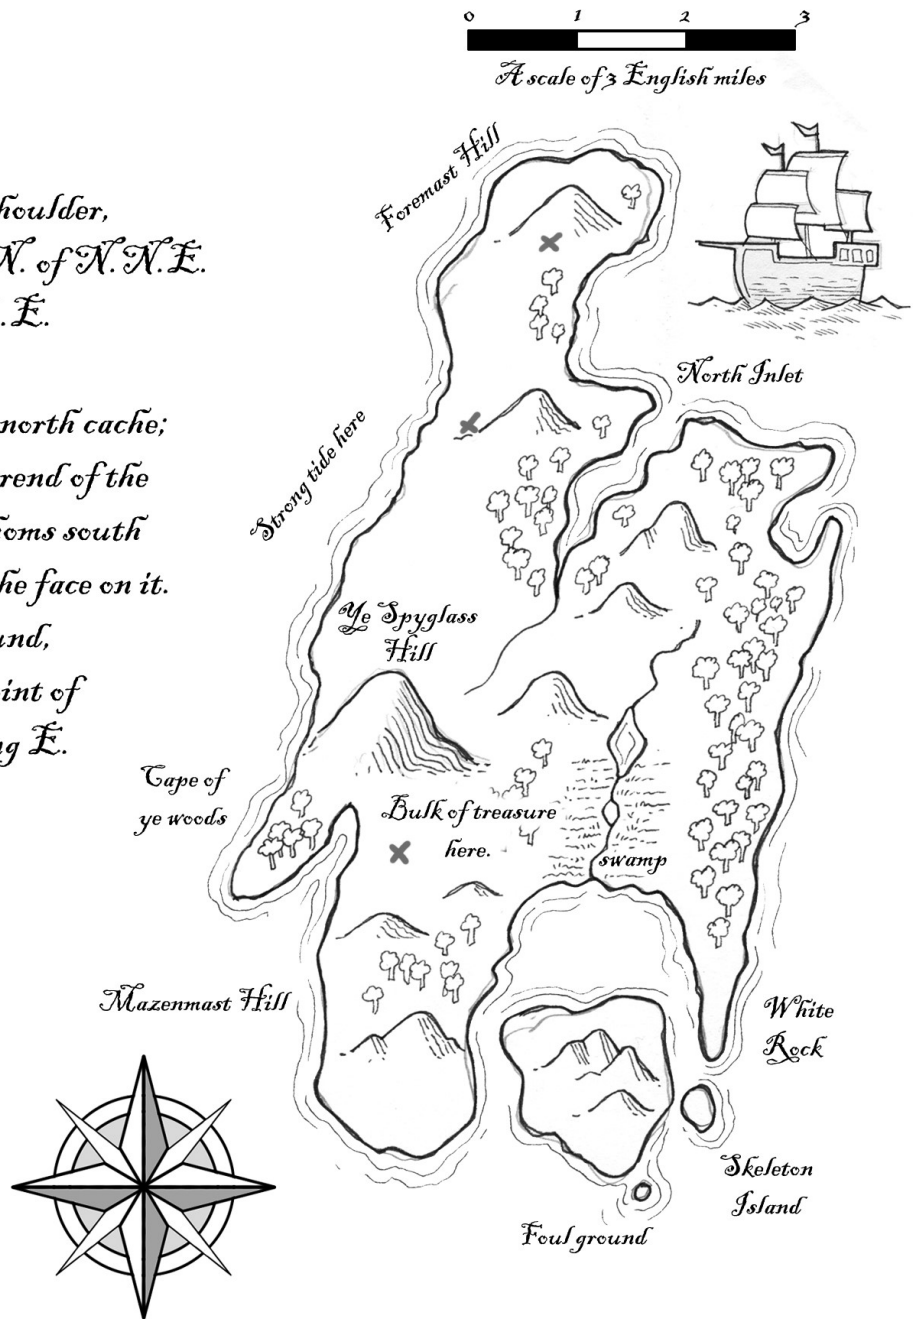 0 1 2 3
A scale of 3 English miles
Foremast Hill
houlder,
N. of N.N.E.
.E.
North Inlet
north cache;
Strong tide here
rend of the
oms south
he face on it.
Ye Spyglass
Hill
und,
int of
g E.
Cape of
ye woods
Bulk of treasure
here.
swamp
Mazenmast Hill
White
Rock
Skeleton
Island
Foul ground